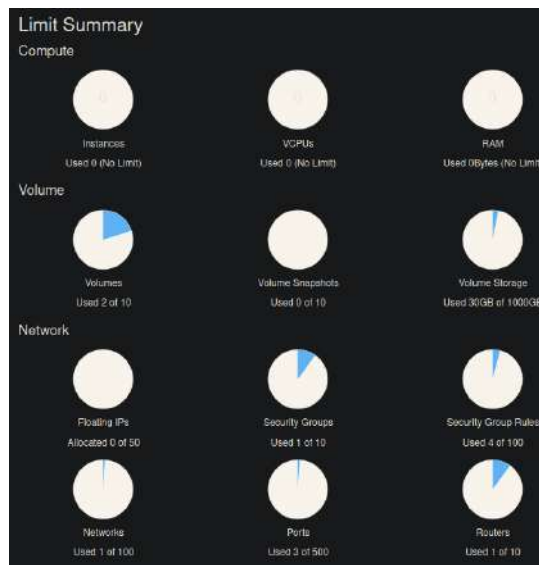 Limit Summary
Compute
Instances
Used 0 (No Limit)
VCPUs
Used 0 (No Limit)
RAM
Used 0Bytes (No Limit
Volume
Volumes
Used 2 of 10
Volume Snapshots
Used 0 of 10
Volume Storage
Used 30GB of 1000GB
Network
Floating IPs
Allocated 0 of 50
Security Groups
Used 1 of 10
Security Group Rules
Used 4 of 100
Networks
Used 1 of 100
Ports
Used 3 of 500
Routers
Used 1 of 10